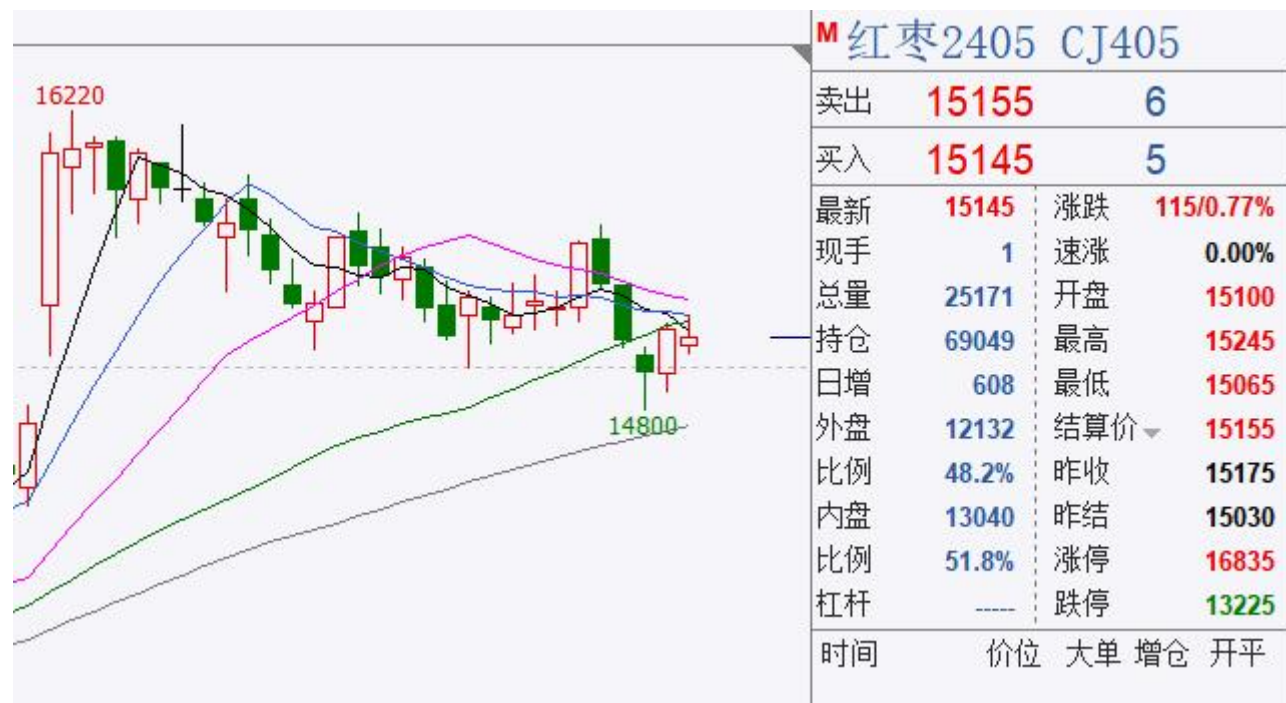 16220
14800
M 红枣2405 CJ405
卖出 15155 6
买入 15145 5
最新 15145 涨跌 115/0.77%
现手 1 速涨 0.00%
总量 25171 开盘 15100
持仓 69049 最高 15245
日增 608 最低 15065
外盘 12132 结算价 15155
比例 48.2% 昨收 15175
内盘 13040 昨结 15030
比例 51.8% 涨停 16835
杠杆 ----- 跌停 13225
时间 价位 大单 增仓 开平